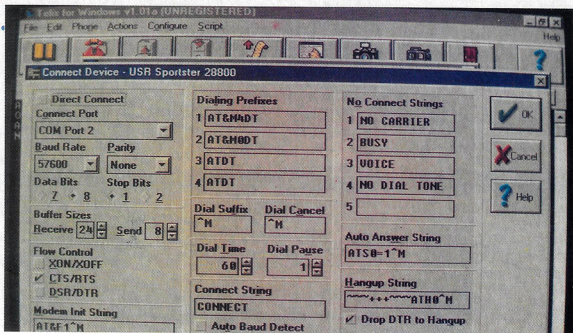 Telix for Windows v1.01a [UNREGISTERED]
File Edit Phone Actions Configure Script Help
Connect Device - USR Sportster 28800
Direct Connect
Connect Port
COM Port 2
Baud Rate Parity
57600 None
Data Bits Stop Bits
7 8 1 2
Buffer Sizes
Receive 24 Send 8
Flow Control
XON/XOFF
CTS/RTS
DSR/DTR
Modem Init String
AT&F1^M
Dialing Prefixes
1 AT&M4DT
2 AT&M0DT
3 ATDT
4 ATDT
Dial Suffix Dial Cancel
^M ^M
Dial Time Dial Pause
60 1
Connect String
CONNECT
Auto Baud Detect
No Connect Strings
1 NO CARRIER
2 BUSY
3 VOICE
4 NO DIAL TONE
5
Auto Answer String
ATS0=1^M
Hangup String
~~~+++~~~ATH0^M
Drop DTR to Hangup
OK
Cancel
Help